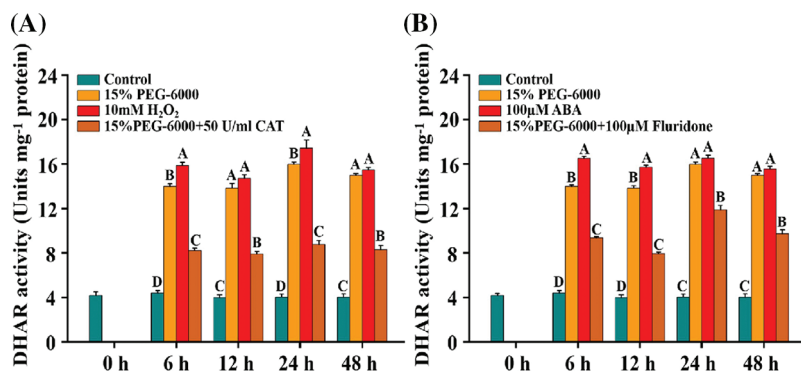 (A)
DHAR activity (Units mg⁻¹ protein)
24
20
16
12
8
4
0
Control
15% PEG-6000
10mM H₂O₂
15%PEG-6000+50 U/ml CAT
D B A C
C A A B
C B A B
C A A B
0 h 6 h 12 h 24 h 48 h
(B)
DHAR activity (Units mg⁻¹ protein)
24
20
16
12
8
4
0
Control
15% PEG-6000
100μM ABA
15%PEG-6000+100μM Fluridone
D B A C
D B A C
C A A B
C A A B
0 h 6 h 12 h 24 h 48 h